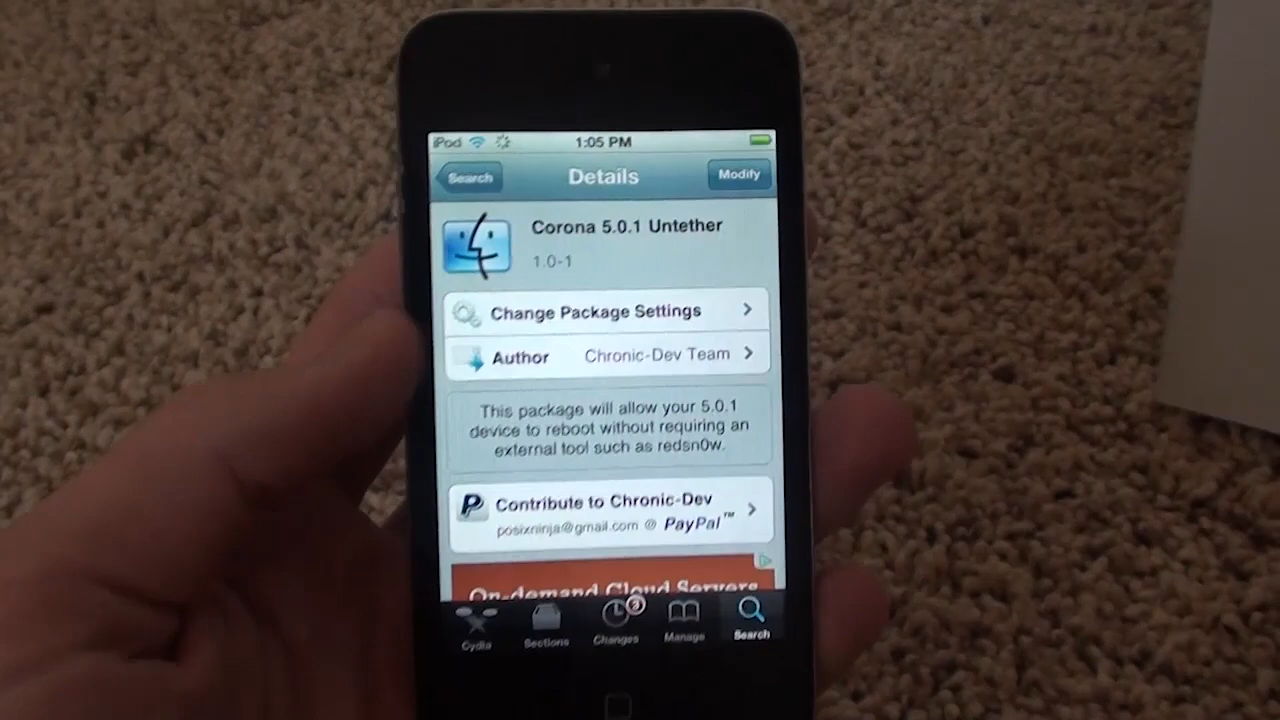 iPod 1:05 PM
Search Details Modify
Corona 5.0.1 Untether
1.0-1
Change Package Settings
Author Chronic-Dev Team
This package will allow your 5.0.1
device to reboot without requiring an
external tool such as redsn0w.
Contribute to Chronic-Dev
posixninja@gmail.com @ PayPal™
On-demand Cloud Servers
3
Cydia Sections Changes Manage Search